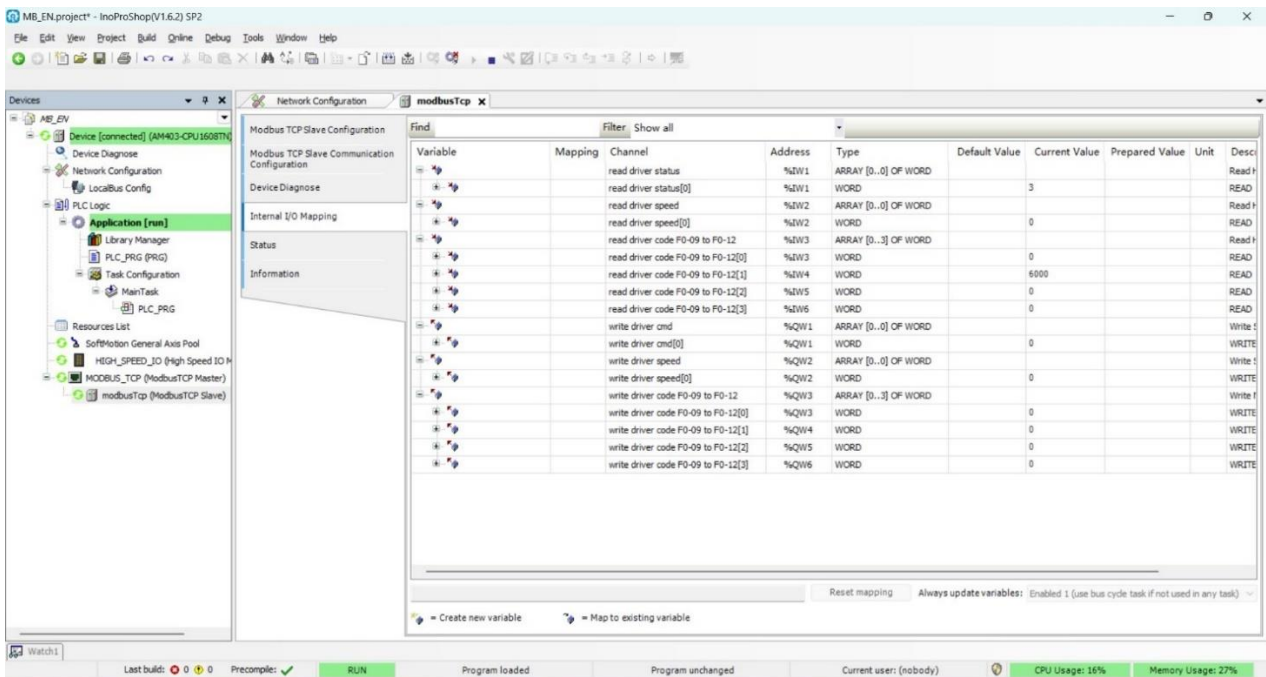 MB_EN.project* - InoProShop(V1.6.2) SP2
File Edit View Project Build Online Debug Tools Window Help
Devices
Network Configuration
modbusTcp
MB_EN
Device [connected] (AM403-CPU1608TN
Device Diagnose
Network Configuration
LocalBus Config
PLC Logic
Application [run]
Library Manager
PLC_PRG (PRG)
Task Configuration
MainTask
PLC_PRG
Resources List
SoftMotion General Axis Pool
HIGH_SPEED_IO (High Speed IO M
MODBUS_TCP (ModbusTCP Master)
modbusTcp (ModbusTCP Slave)
Modbus TCP Slave Configuration
Modbus TCP Slave Communication
Configuration
Device Diagnose
Internal I/O Mapping
Status
Information
Find Filter Show all
Variable Mapping Channel Address Type Default Value Current Value Prepared Value Unit Descr
read driver status %IW1 ARRAY [0..0] OF WORD Read H
read driver status[0] %IW1 WORD 3 READ
read driver speed %IW2 ARRAY [0..0] OF WORD Read H
read driver speed[0] %IW2 WORD 0 READ
read driver code F0-09 to F0-12 %IW3 ARRAY [0..3] OF WORD Read H
read driver code F0-09 to F0-12[0] %IW3 WORD 0 READ
read driver code F0-09 to F0-12[1] %IW4 WORD 6000 READ
read driver code F0-09 to F0-12[2] %IW5 WORD 0 READ
read driver code F0-09 to F0-12[3] %IW6 WORD 0 READ
write driver cmd %QW1 ARRAY [0..0] OF WORD Write S
write driver cmd[0] %QW1 WORD 0 WRITE
write driver speed %QW2 ARRAY [0..0] OF WORD Write S
write driver speed[0] %QW2 WORD 0 WRITE
write driver code F0-09 to F0-12 %QW3 ARRAY [0..3] OF WORD Write M
write driver code F0-09 to F0-12[0] %QW3 WORD 0 WRITE
write driver code F0-09 to F0-12[1] %QW4 WORD 0 WRITE
write driver code F0-09 to F0-12[2] %QW5 WORD 0 WRITE
write driver code F0-09 to F0-12[3] %QW6 WORD 0 WRITE
Reset mapping Always update variables: Enabled 1 (use bus cycle task if not used in any task)
= Create new variable = Map to existing variable
Watch1
Last build: 0 0 Precompile: RUN Program loaded Program unchanged Current user: (nobody) CPU Usage: 16% Memory Usage: 27%